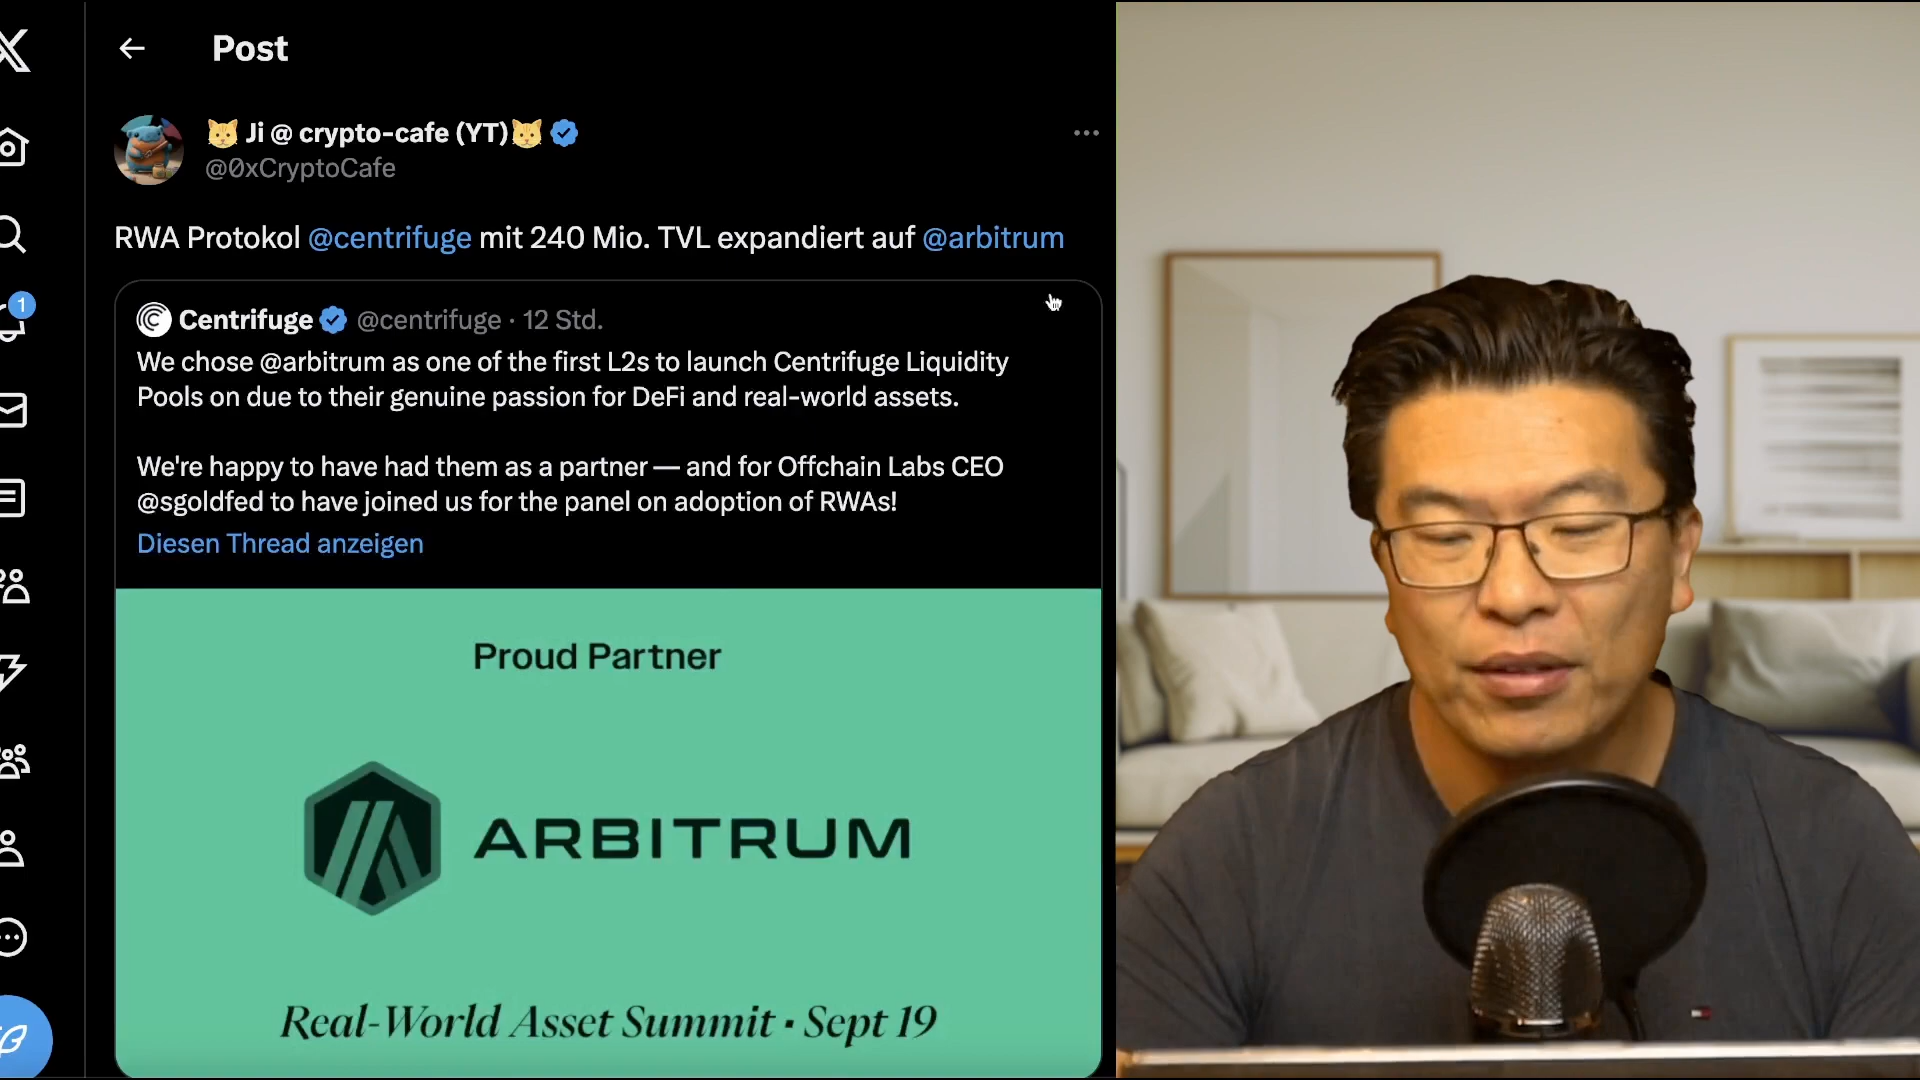 Post
🐱 Ji @ crypto-cafe (YT)🐱
@0xCryptoCafe
RWA Protokol @centrifuge mit 240 Mio. TVL expandiert auf @arbitrum
Centrifuge @centrifuge · 12 Std.
We chose @arbitrum as one of the first L2s to launch Centrifuge Liquidity
Pools on due to their genuine passion for DeFi and real-world assets.
We're happy to have had them as a partner — and for Offchain Labs CEO
@sgoldfed to have joined us for the panel on adoption of RWAs!
Diesen Thread anzeigen
Proud Partner
ARBITRUM
Real-World Asset Summit · Sept 19
1